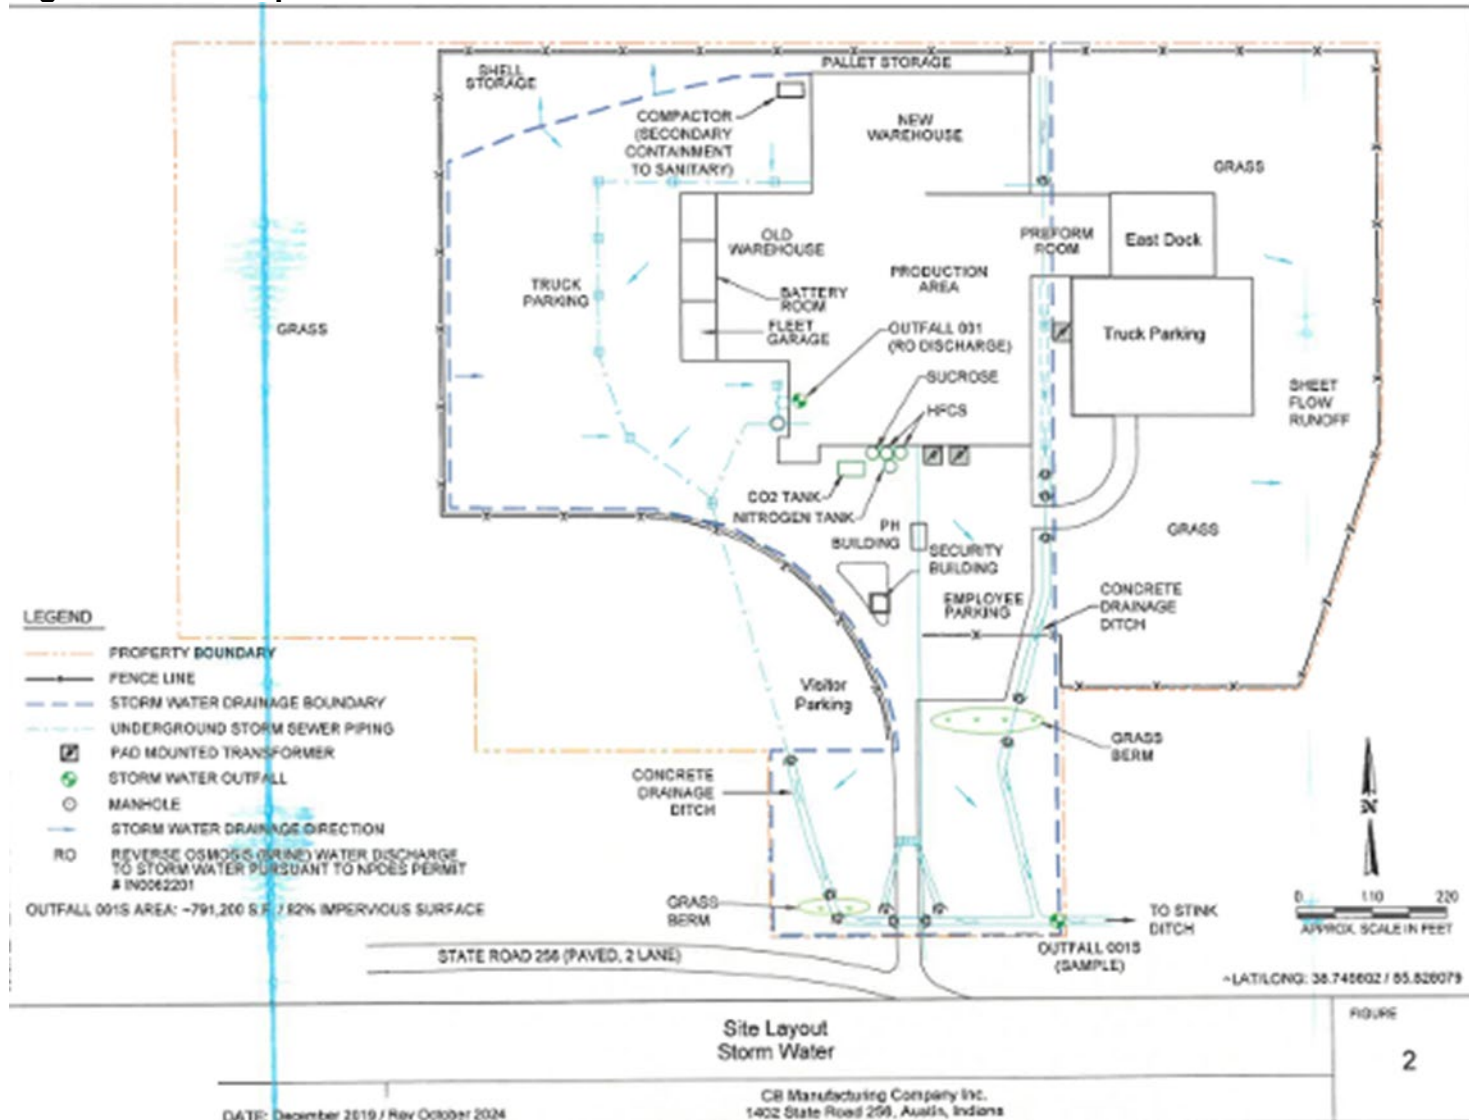 SHELL
STORAGE
PALLET STORAGE
COMPACTOR
(SECONDARY
CONTAINMENT
TO SANITARY)
NEW
WAREHOUSE
GRASS
OLD
WAREHOUSE
PREFORM
ROOM
East Dock
TRUCK
PARKING
PRODUCTION
AREA
BATTERY
ROOM
FLEET
GARAGE
GRASS
OUTFALL 001
(RO DISCHARGE)
Truck Parking
SUCROSE
HFCS
SHEET
FLOW
RUNOFF
CO2 TANK
NITROGEN TANK
PH
BUILDING
SECURITY
BUILDING
GRASS
EMPLOYEE
PARKING
CONCRETE
DRAINAGE
DITCH
Visitor
Parking
GRASS
BERM
CONCRETE
DRAINAGE
DITCH
GRASS
BERM
LEGEND
PROPERTY BOUNDARY
FENCE LINE
STORM WATER DRAINAGE BOUNDARY
UNDERGROUND STORM SEWER PIPING
PAD MOUNTED TRANSFORMER
STORM WATER OUTFALL
MANHOLE
STORM WATER DRAINAGE DIRECTION
RO REVERSE OSMOSIS (BRINE) WATER DISCHARGE
TO STORM WATER PURSUANT TO NPDES PERMIT
# IN0062201
OUTFALL 001S AREA: ~791,200 S.F. / 82% IMPERVIOUS SURFACE
N
0 110 220
APPROX. SCALE IN FEET
TO STINK
DITCH
OUTFALL 001S
(SAMPLE)
STATE ROAD 256 (PAVED, 2 LANE)
~LAT/LONG:
Site Layout
Storm Water
FIGURE
2
CB Manufacturing Company Inc.
1402 State Road 256, Austin, Indiana
DATE: December 2019 / Rev October 2024